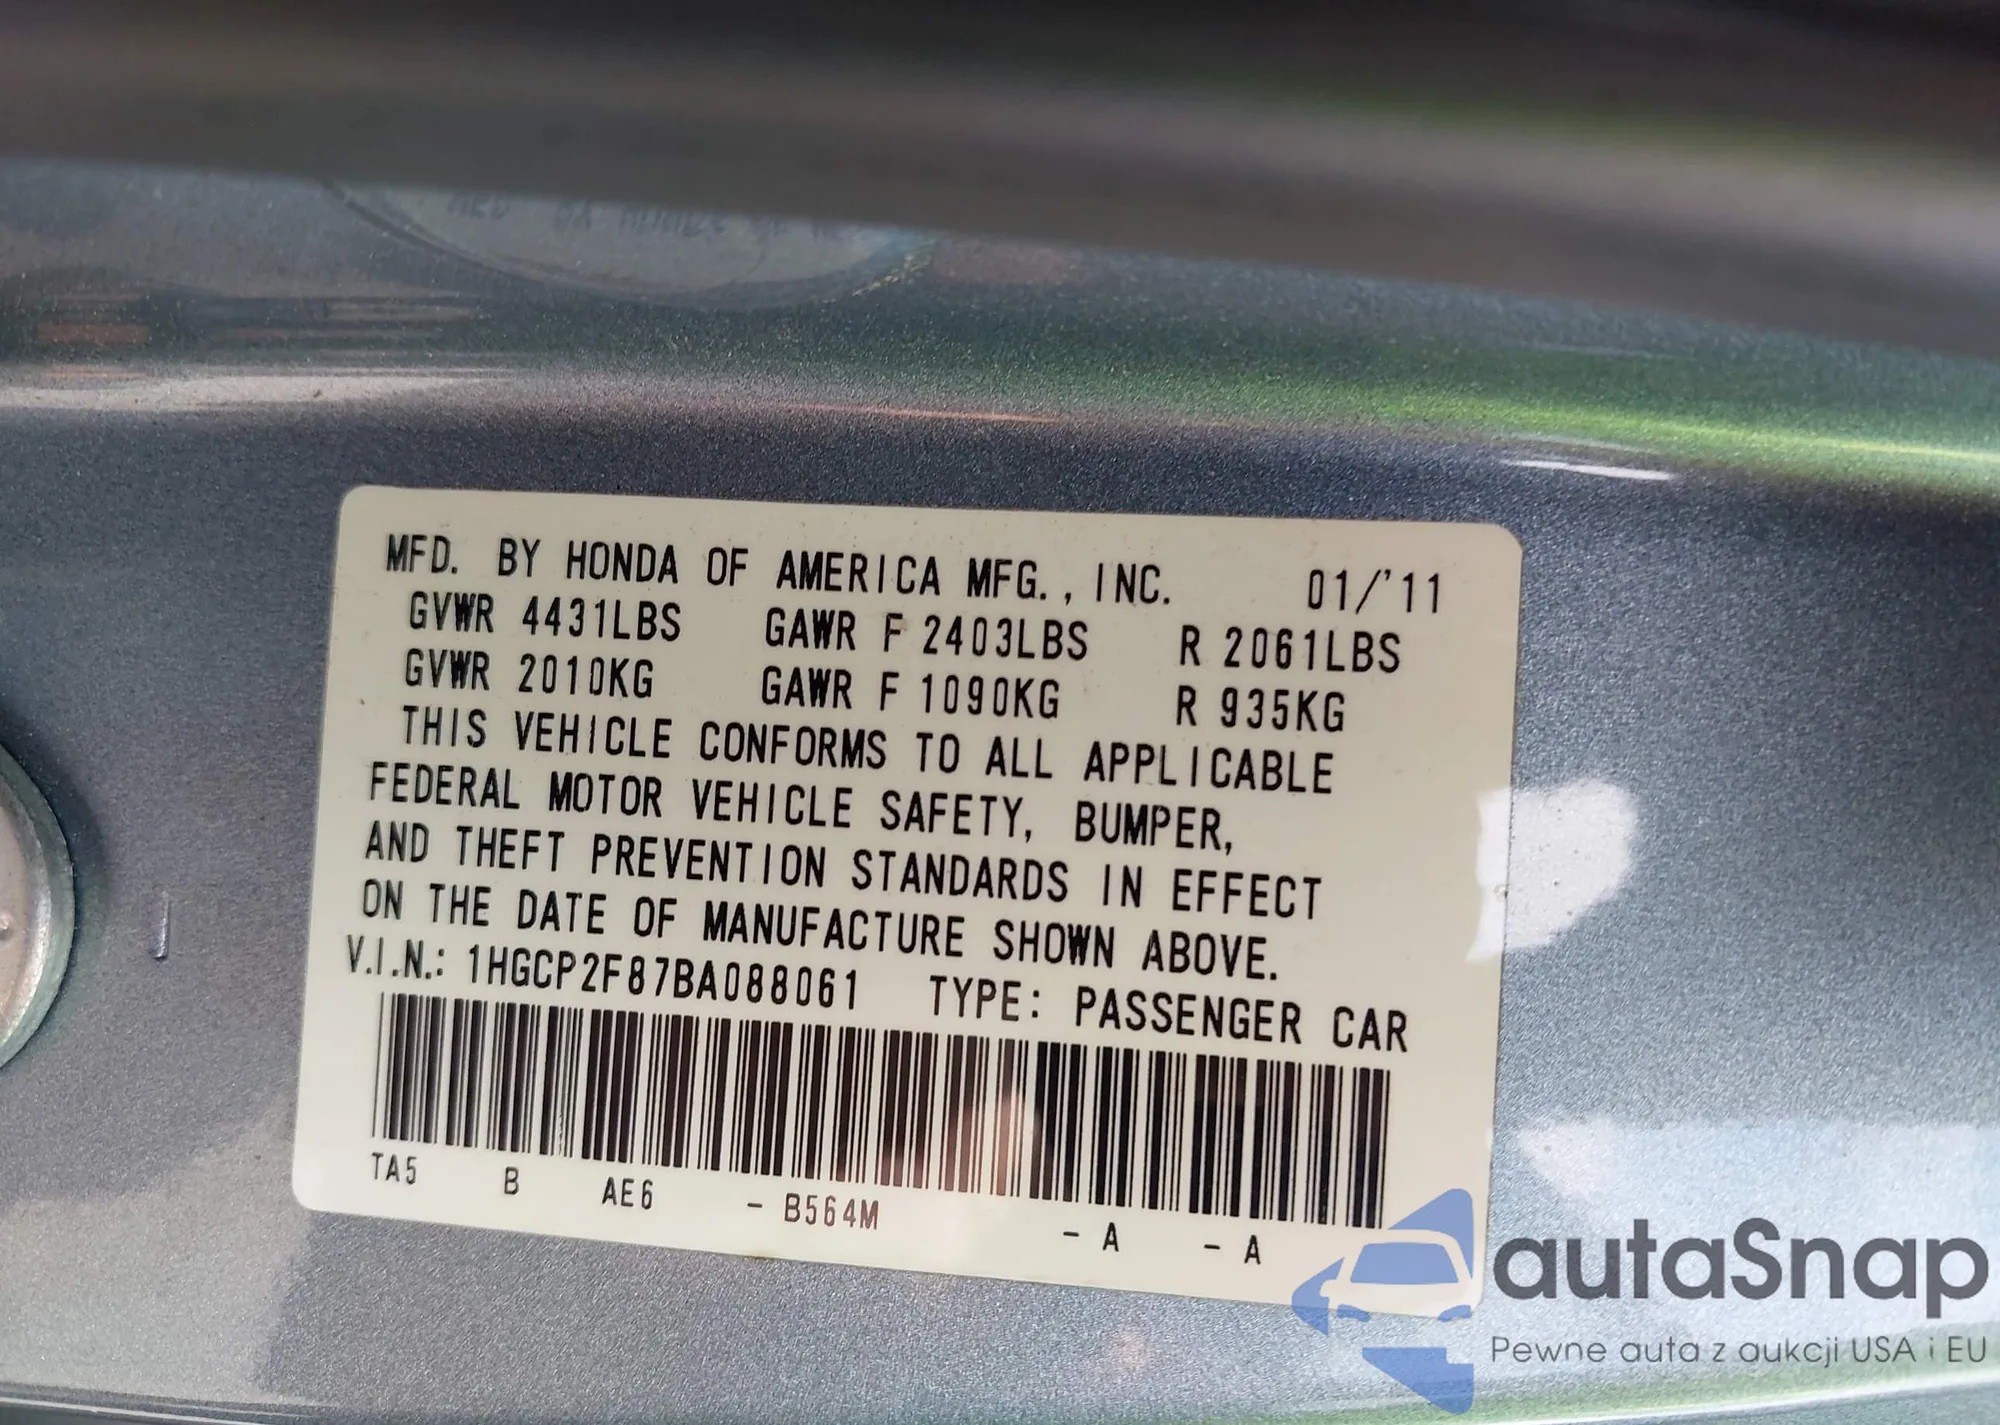 MFD. BY HONDA OF AMERICA MFG., INC. 01/'11
GVWR 4431LBS GAWR F 2403LBS R 2061LBS
GVWR 2010KG GAWR F 1090KG R 935KG
THIS VEHICLE CONFORMS TO ALL APPLICABLE
FEDERAL MOTOR VEHICLE SAFETY, BUMPER,
AND THEFT PREVENTION STANDARDS IN EFFECT
ON THE DATE OF MANUFACTURE SHOWN ABOVE.
V.I.N.: 1HGCP2F87BA088061 TYPE: PASSENGER CAR
TA5 B AE6 - B564M - A - A
autaSnap
Pewne auta z aukcji USA i EU